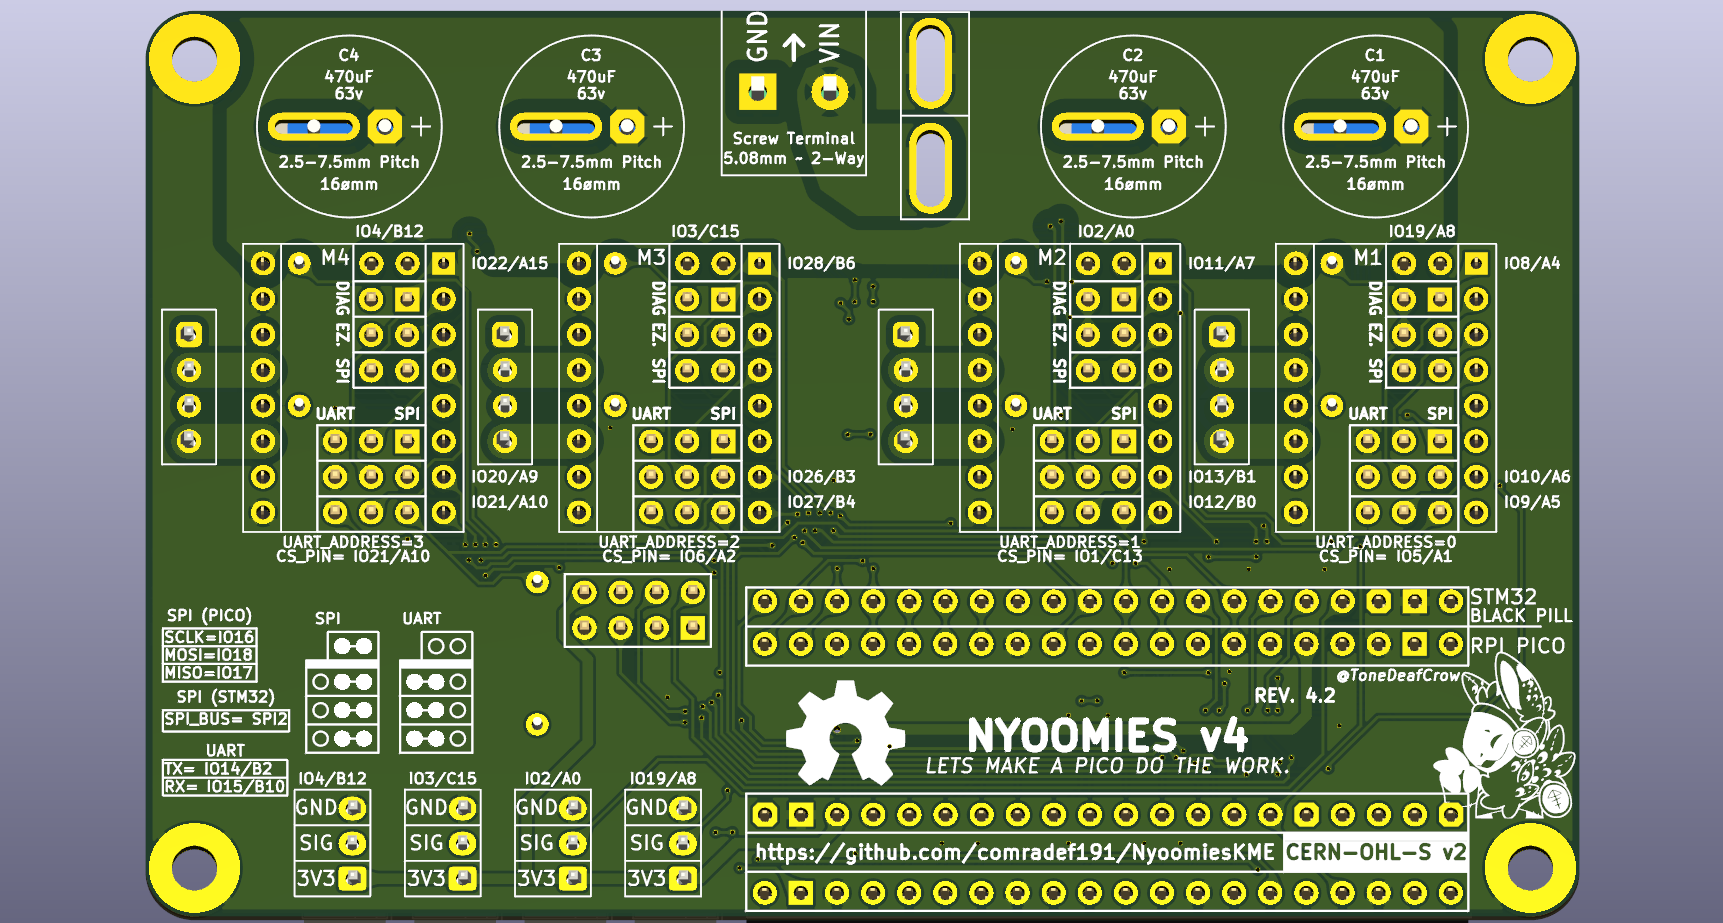 C4
470uF
63v
+
2.5-7.5mm Pitch
16ømm
C3
470uF
63v
+
2.5-7.5mm Pitch
16ømm
GND
VIN
Screw Terminal
5.08mm ~ 2-Way
C2
470uF
63v
+
2.5-7.5mm Pitch
16ømm
C1
470uF
63v
+
2.5-7.5mm Pitch
16ømm
IO4/B12
M4
IO22/A15
DIAG
EZ.
SPI
UART SPI
IO20/A9
IO21/A10
UART_ADDRESS=3
CS_PIN= IO21/A10
IO3/C15
M3
IO28/B6
DIAG
EZ.
SPI
UART SPI
IO26/B3
IO27/B4
UART_ADDRESS=2
CS_PIN= IO6/A2
IO2/A0
M2
IO11/A7
DIAG
EZ.
SPI
UART SPI
IO13/B1
IO12/B0
UART_ADDRESS=1
CS_PIN= IO1/C13
IO19/A8
M1
IO8/A4
DIAG
EZ.
SPI
UART SPI
IO10/A6
IO9/A5
UART_ADDRESS=0
CS_PIN= IO5/A1
STM32
BLACK PILL
RPI PICO
@ToneDeafCrow
REV. 4.2
NYOOMIES v4
LETS MAKE A PICO DO THE WORK.
SPI (PICO)
SCLK=IO16
MOSI=IO18
MISO=IO17
SPI (STM32)
SPI_BUS= SPI2
UART
TX= IO14/B2
RX= IO15/B10
SPI
UART
IO4/B12
GND
SIG
3V3
IO3/C15
GND
SIG
3V3
IO2/A0
GND
SIG
3V3
IO19/A8
GND
SIG
3V3
https://github.com/comradef191/NyoomiesKME
CERN-OHL-S v2